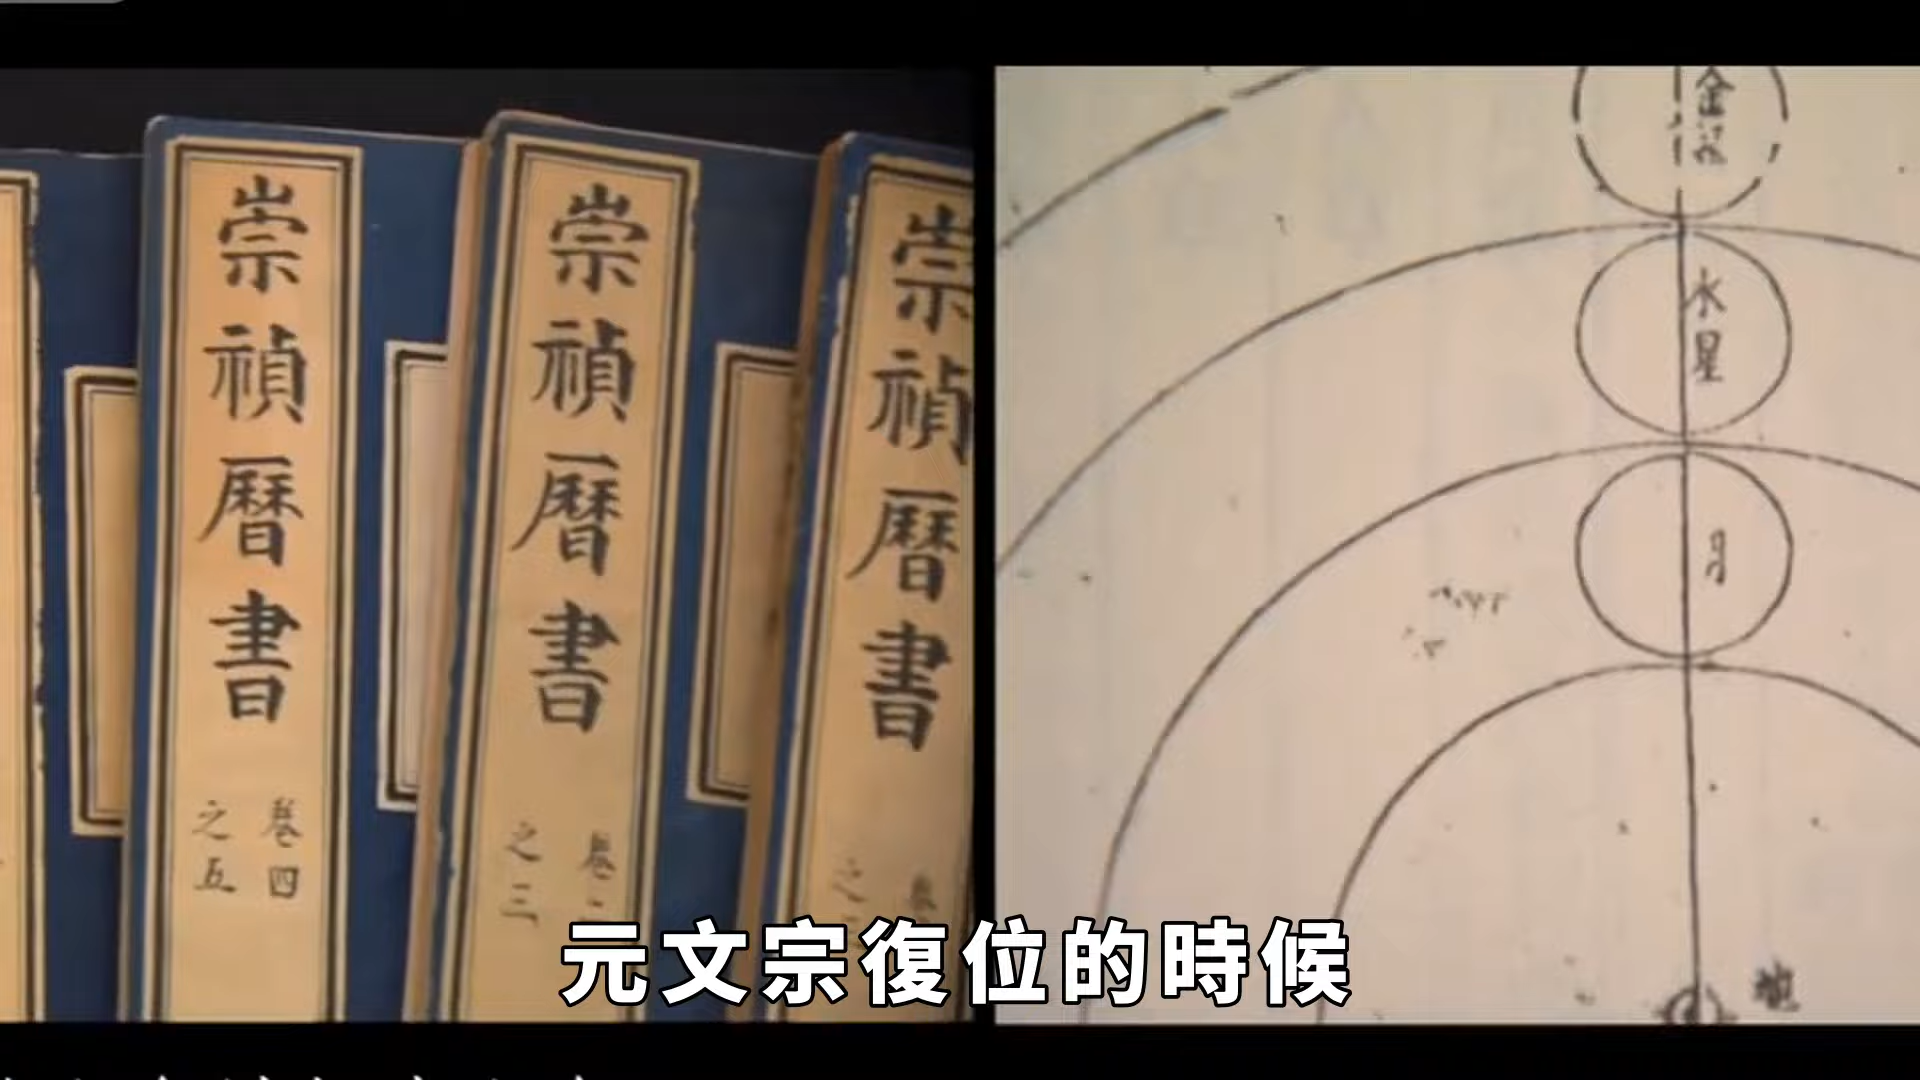 崇禎曆書
卷四
之五
崇禎曆書
之三
崇禎曆書
金星
水星
月
地
元文宗復位的時候